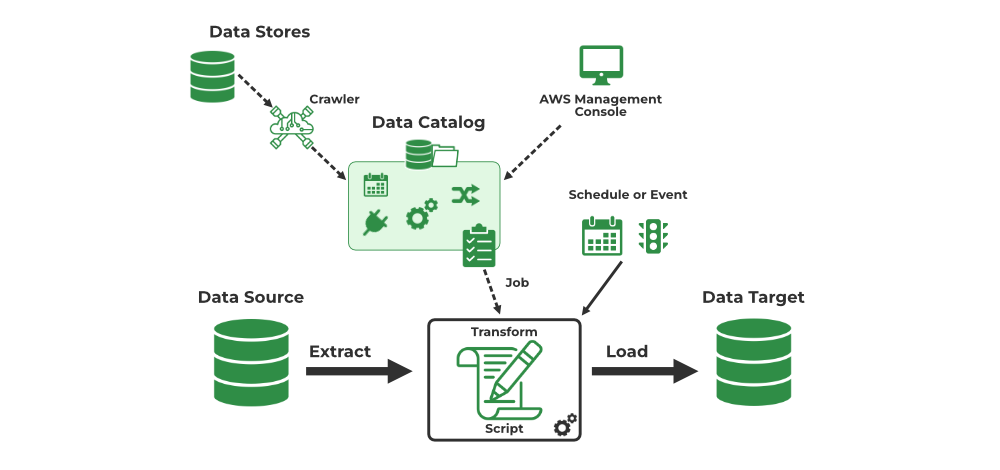 Data Stores
Crawler
AWS Management
Console
Data Catalog
Schedule or Event
Job
Data Source
Data Target
Transform
Extract
Load
Script